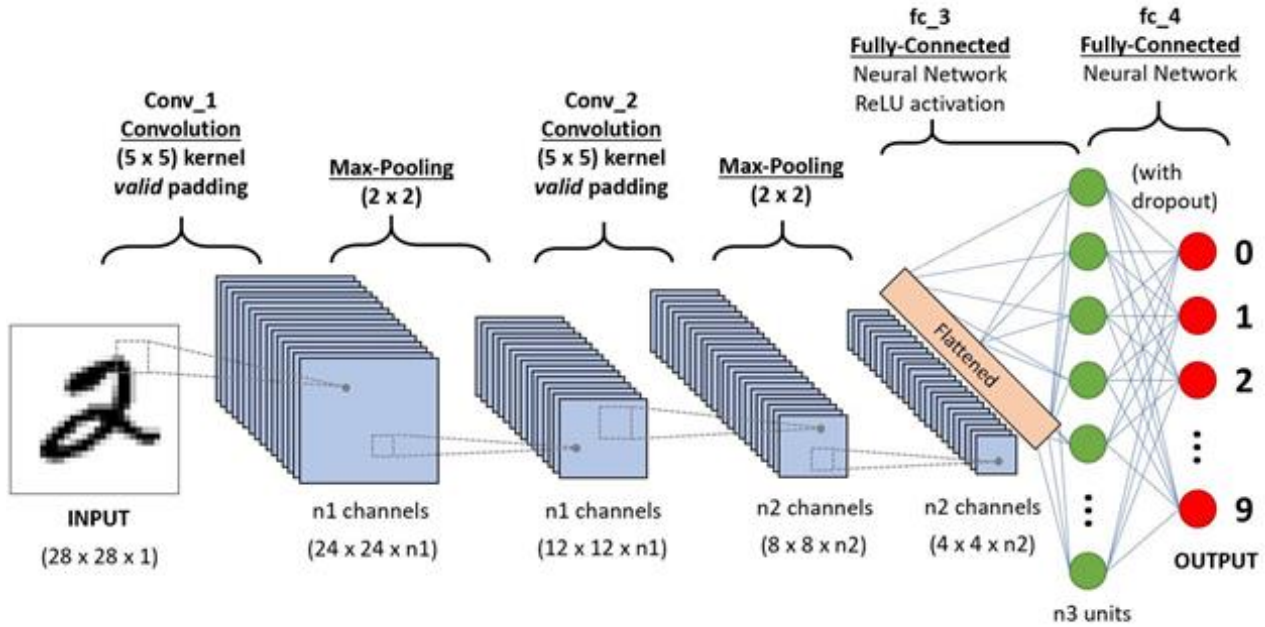 Conv_1
Convolution
(5 x 5) kernel
valid padding
Max-Pooling
(2 x 2)
Conv_2
Convolution
(5 x 5) kernel
valid padding
Max-Pooling
(2 x 2)
fc_3
Fully-Connected
Neural Network
ReLU activation
fc_4
Fully-Connected
Neural Network
(with
dropout)
Flattened
0
1
2
⋮
9
OUTPUT
2
INPUT
(28 x 28 x 1)
n1 channels
(24 x 24 x n1)
n1 channels
(12 x 12 x n1)
n2 channels
(8 x 8 x n2)
n2 channels
(4 x 4 x n2)
⋮
n3 units